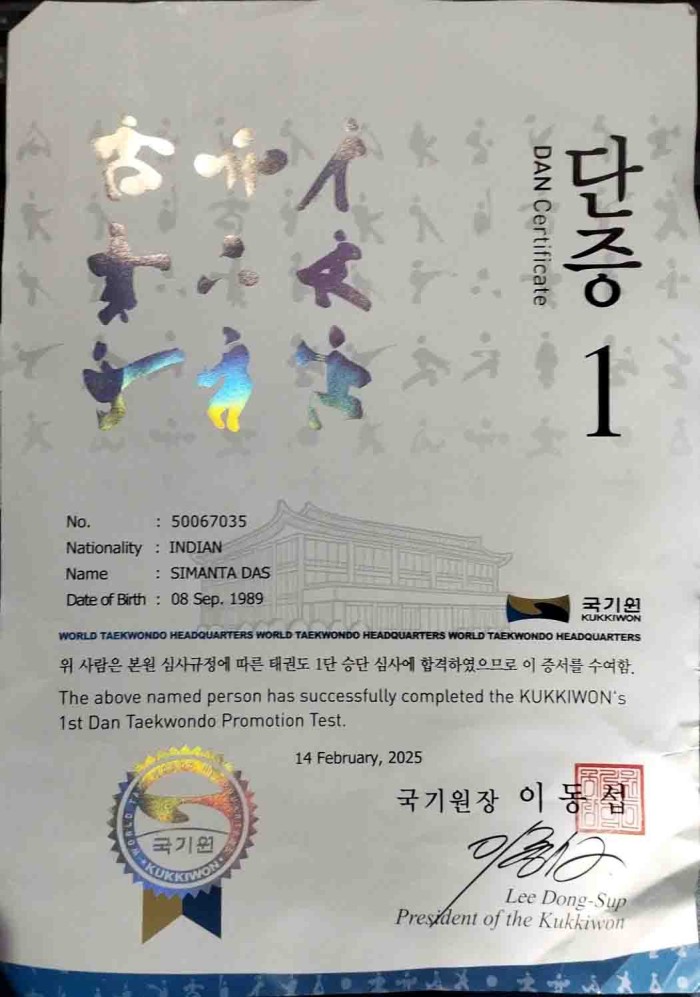 단증
DAN Certificate
1
No. : 50067035
Nationality : INDIAN
Name : SIMANTA DAS
Date of Birth : 08 Sep. 1989
국기원
KUKKIWON
WORLD TAEKWONDO HEADQUARTERS WORLD TAEKWONDO HEADQUARTERS WORLD TAEKWONDO HEADQUARTERS
위 사람은 본원 심사규정에 따른 태권도 1단 승단 심사에 합격하였으므로 이 증서를 수여함.
The above named person has successfully completed the KUKKIWON's
1st Dan Taekwondo Promotion Test.
14 February, 2025
국기원장 이동섭
Lee Dong-Sup
President of the Kukkiwon
국기원
KUKKIWON